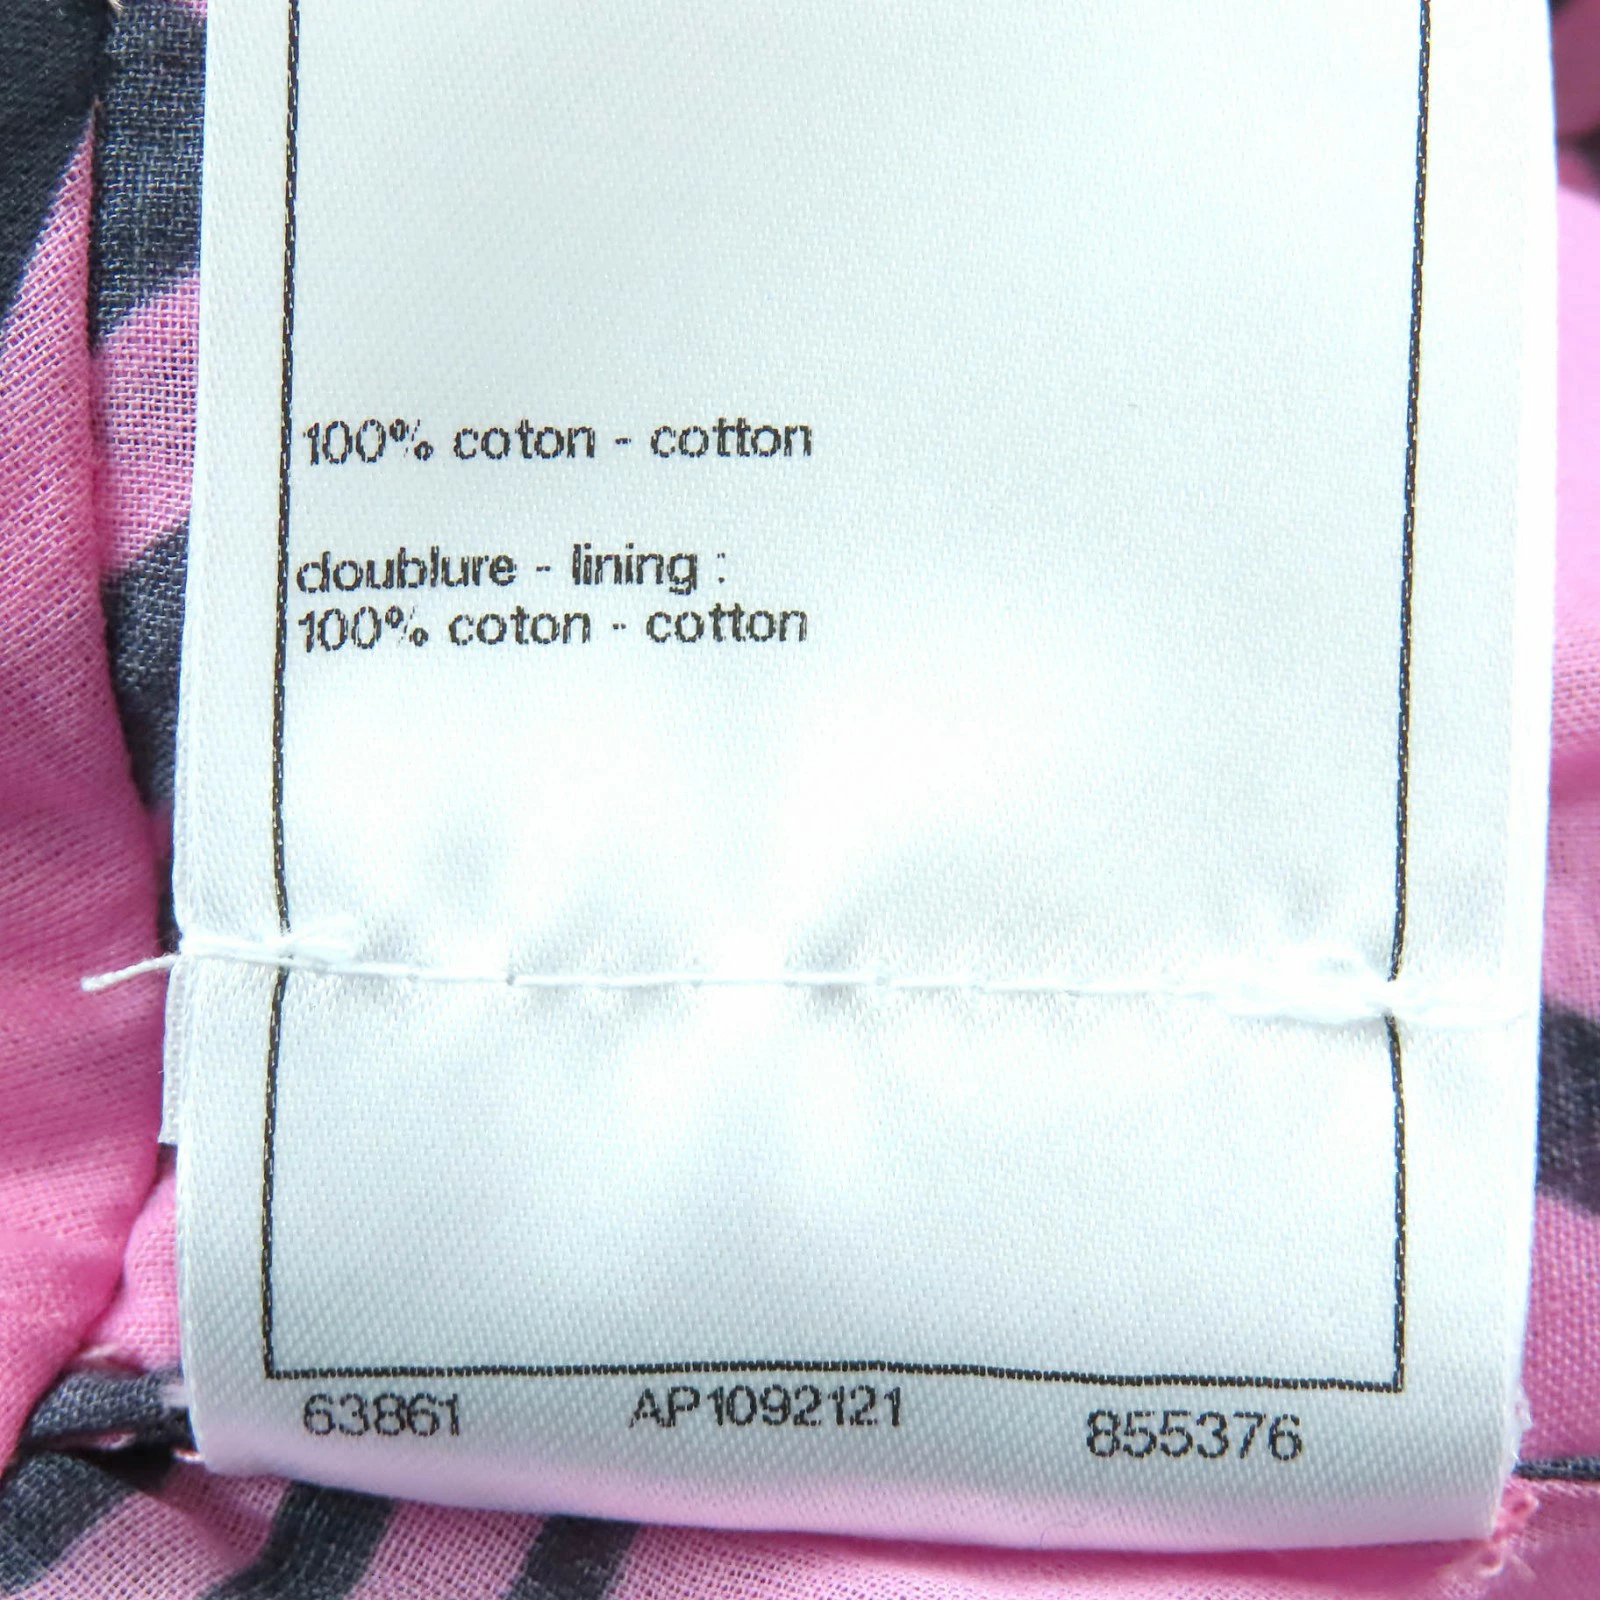 100% coton - cotton
doublure - lining :
100% coton - cotton
63861 AP1092121 855376